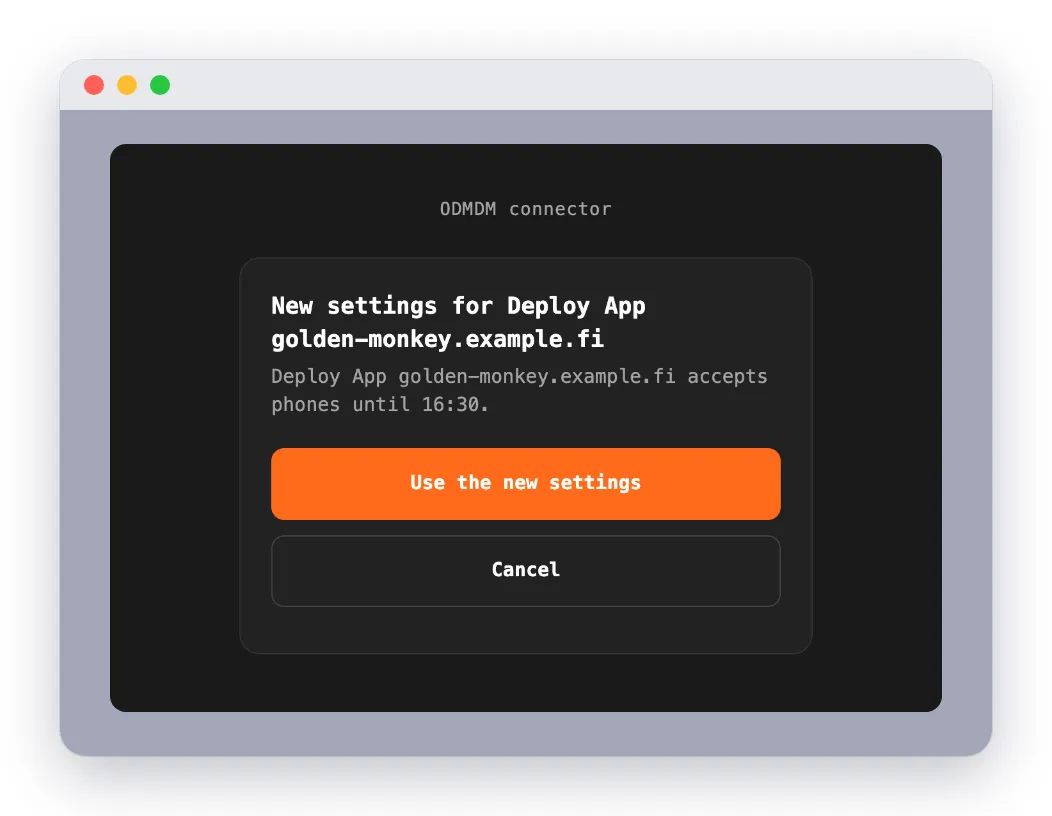 ODMDM connector
New settings for Deploy App
golden-monkey.example.fi
Deploy App golden-monkey.example.fi accepts
phones until 16:30.
Use the new settings
Cancel